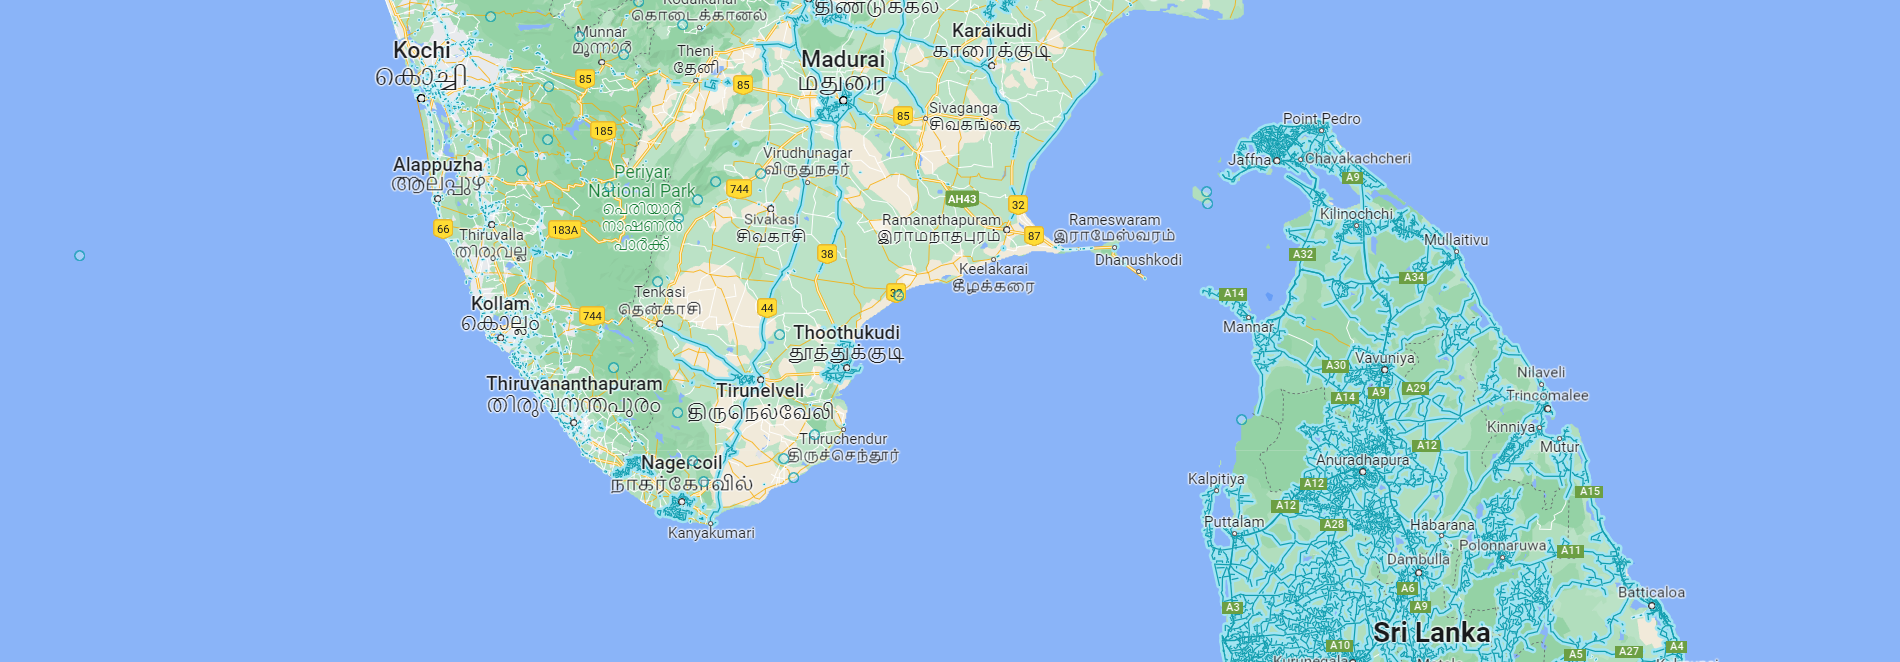 கொடைக்கானல்
திண்டுக்கல்
Munnar
മൂന്നാർ
Kochi
കൊച്ചി
Theni
தேனி
Madurai
மதுரை
Karaikudi
காரைக்குடி
85
85
85
Sivaganga
சிவகங்கை
185
Point Pedro
Jaffna
Chavakachcheri
A9
Alappuzha
ആലപ്പുഴ
Virudhunagar
விருதுநகர்
Periyar
National Park
പെരിയാർ
നാഷണൽ
പാർക്ക്
744
AH43
32
Kilinochchi
Sivakasi
சிவகாசி
Ramanathapuram
இராமநாதபுரம்
87
Rameswaram
இராமேஸ்வரம்
66
Thiruvalla
തിരുവല്ല
183A
Mullaitivu
38
A32
Dhanushkodi
Keelakarai
கீழக்கரை
A34
32
A14
Tenkasi
தென்காசி
Kollam
കൊല്ലം
744
44
Mannar
Thoothukudi
தூத்துக்குடி
Vavuniya
A30
Nilaveli
Thiruvananthapuram
തിരുവനന്തപുരം
Tirunelveli
திருநெல்வேலி
A14
A9
A29
Trincomalee
Kinniya
Mutur
Thiruchendur
திருச்செந்தூர்
A12
Nagercoil
நாகர்கோவில்
Anuradhapura
Kalpitiya
A12
A15
A12
Puttalam
A28
Habarana
Kanyakumari
Polonnaruwa
A11
Dambulla
A6
A9
Batticaloa
A3
Sri Lanka
A10
A5
A27
A4
Kurunegala